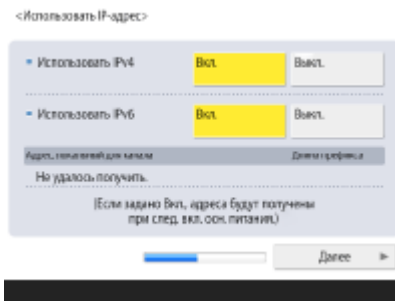 <Использовать IP-адрес>
Использовать IPv4 Вкл. Выкл.
Использовать IPv6 Вкл. Выкл.
Адрес, локальный для канала Длина префикса
Не удалось получить.
(Если задано Вкл., адреса будут получены
при след. вкл. осн. питания.)
Далее